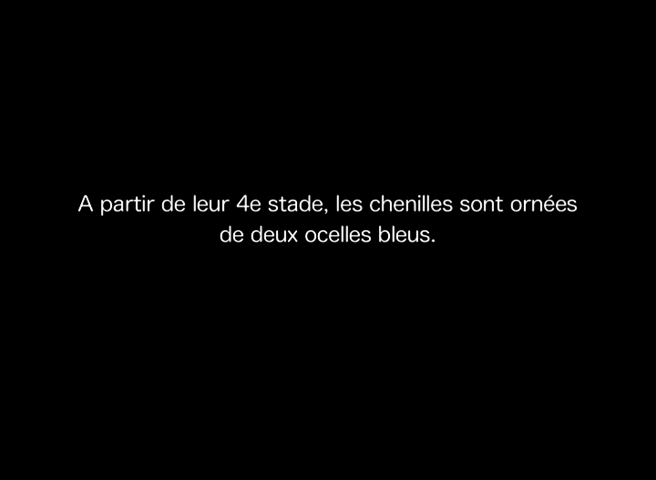 A partir de leur 4e stade, les chenilles sont ornées
de deux ocelles bleus.